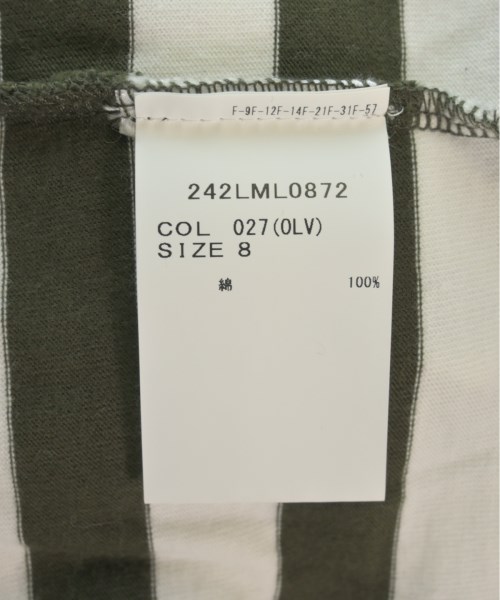 F-9F-12F-14F-21F-31F-57
242LML0872
COL 027(OLV)
SIZE 8
綿 100%